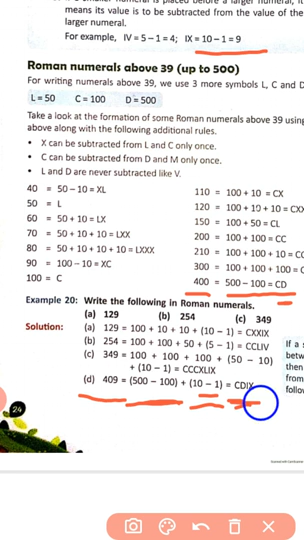 means its value is to be subtracted from the value of the
larger numeral.
For example, IV = 5 – 1 = 4; IX = 10 – 1 = 9
Roman numerals above 39 (up to 500)
For writing numerals above 39, we use 3 more symbols L, C and D
L = 50 C = 100 D = 500
Take a look at the formation of some Roman numerals above 39 using
above along with the following additional rules.
• X can be subtracted from L and C only once.
• C can be subtracted from D and M only once.
• L and D are never subtracted like V.
40 = 50 – 10 = XL
50 = L
60 = 50 + 10 = LX
70 = 50 + 10 + 10 = LXX
80 = 50 + 10 + 10 + 10 = LXXX
90 = 100 – 10 = XC
100 = C
110 = 100 + 10 = CX
120 = 100 + 10 + 10 = CXX
150 = 100 + 50 = CL
200 = 100 + 100 = CC
210 = 100 + 100 + 10 = CC
300 = 100 + 100 + 100 = C
400 = 500 – 100 = CD
Example 20: Write the following in Roman numerals.
(a) 129 (b) 254 (c) 349
Solution: (a) 129 = 100 + 10 + 10 + (10 – 1) = CXXIX
(b) 254 = 100 + 100 + 50 + (5 – 1) = CCLIV
(c) 349 = 100 + 100 + 100 + (50 – 10)
+ (10 – 1) = CCCXLIX
(d) 409 = (500 – 100) + (10 – 1) = CDIX
If a
betw
then
from
follo
24